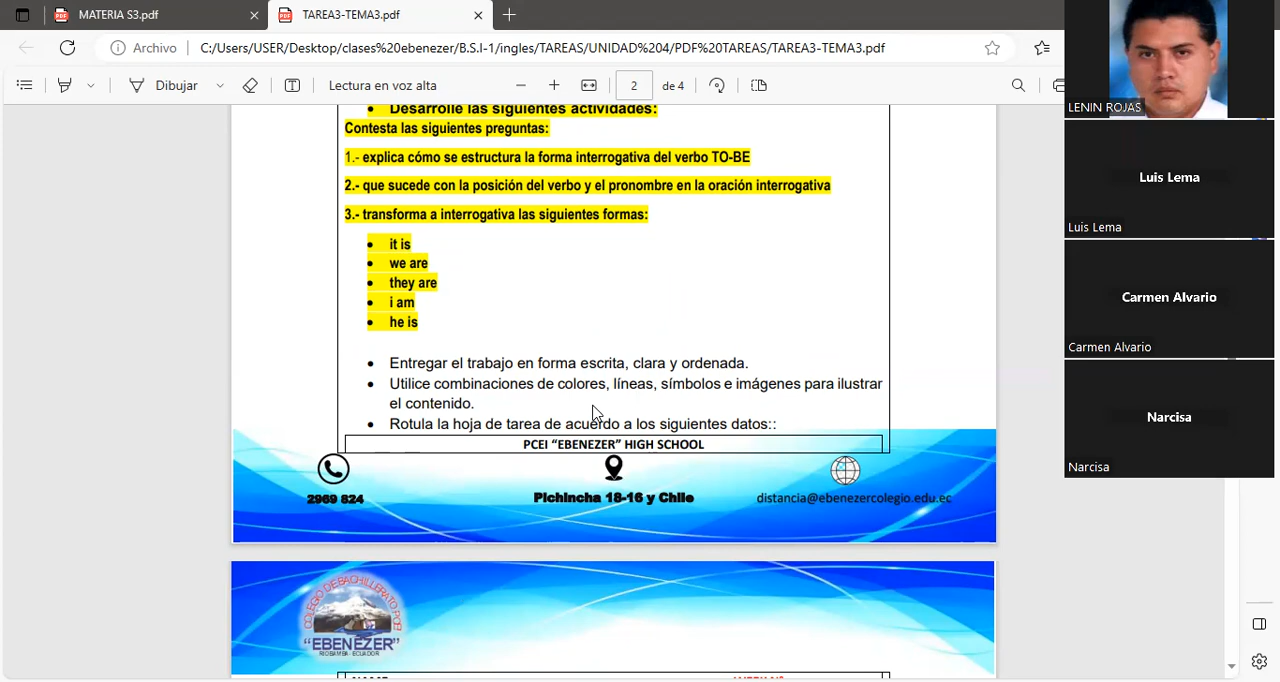 MATERIA S3.pdf
TAREA3-TEMA3.pdf
Archivo
C:/Users/USER/Desktop/clases%20ebenezer/B.S.I-1/ingles/TAREAS/UNIDAD%204/PDF%20TAREAS/TAREA3-TEMA3.pdf
Dibujar
Lectura en voz alta
2
de 4
LENIN ROJAS
Luis Lema
Luis Lema
Carmen Alvario
Carmen Alvario
Narcisa
Narcisa
• Desarrolle las siguientes actividades:
Contesta las siguientes preguntas:
1.- explica cómo se estructura la forma interrogativa del verbo TO-BE
2.- que sucede con la posición del verbo y el pronombre en la oración interrogativa
3.- transforma a interrogativa las siguientes formas:
• it is
• we are
• they are
• i am
• he is
• Entregar el trabajo en forma escrita, clara y ordenada.
• Utilice combinaciones de colores, líneas, símbolos e imágenes para ilustrar
el contenido.
• Rotula la hoja de tarea de acuerdo a los siguientes datos::
PCEI “EBENEZER” HIGH SCHOOL
2969 824
Pichincha 18-16 y Chile
distancia@ebenezercolegio.edu.ec
COLEGIO DE BACHILLERATO PCEI
“EBENEZER”
RIOBAMBA - ECUADOR